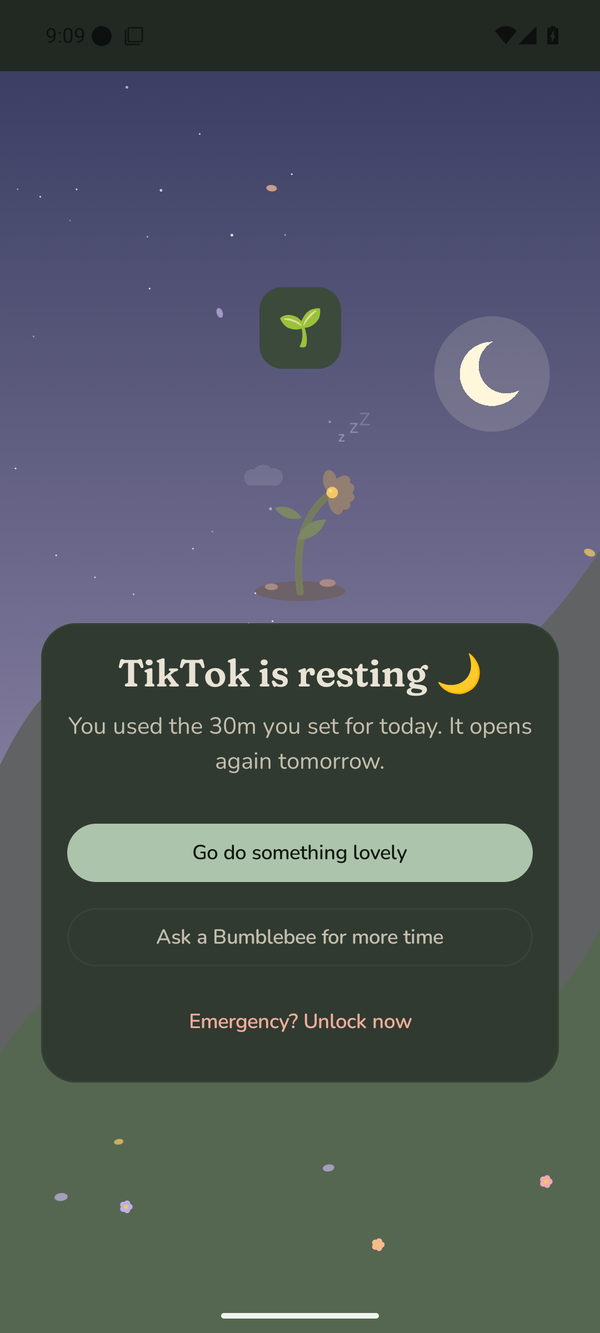 9:09
z z Z
TikTok is resting 🌙
You used the 30m you set for today. It opens
again tomorrow.
Go do something lovely
Ask a Bumblebee for more time
Emergency? Unlock now